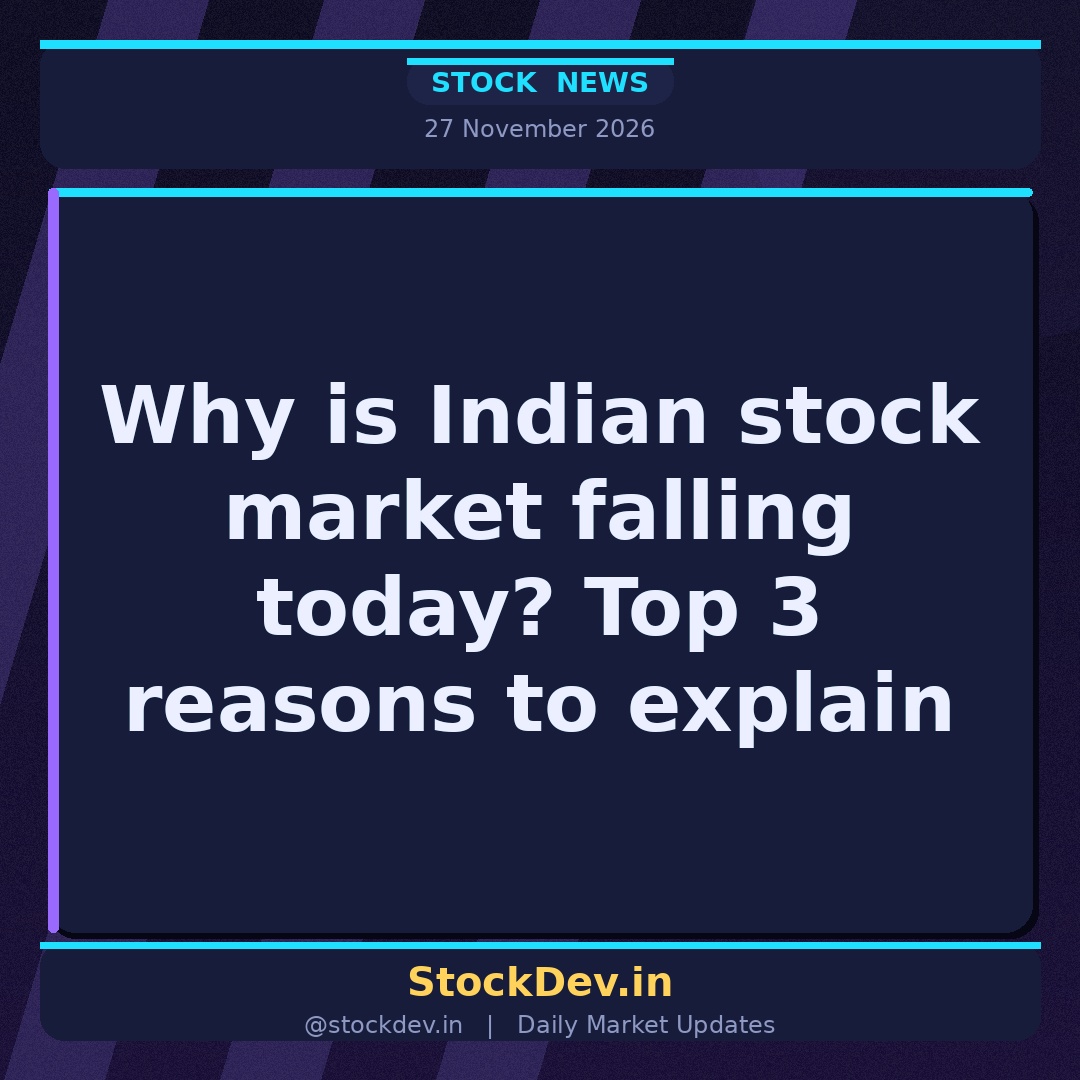 STOCK NEWS
27 November 2026
Why is Indian stock
market falling
today? Top 3
reasons to explain
StockDev.in
@stockdev.in | Daily Market Updates